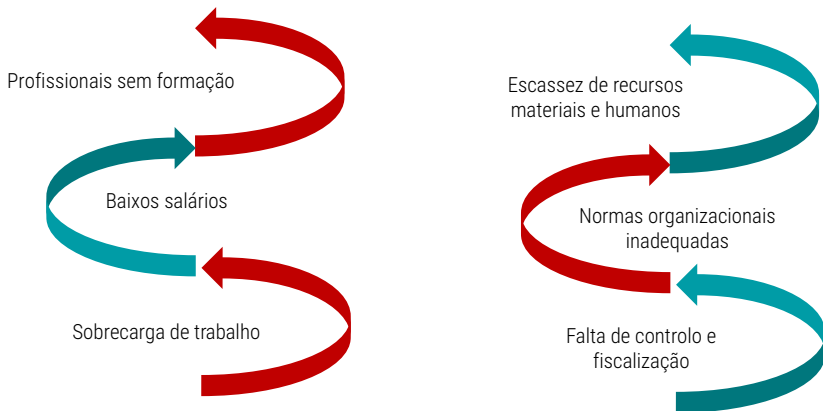 Profissionais sem formação
Baixos salários
Sobrecarga de trabalho
Escassez de recursos
materiais e humanos
Normas organizacionais
inadequadas
Falta de controlo e
fiscalização